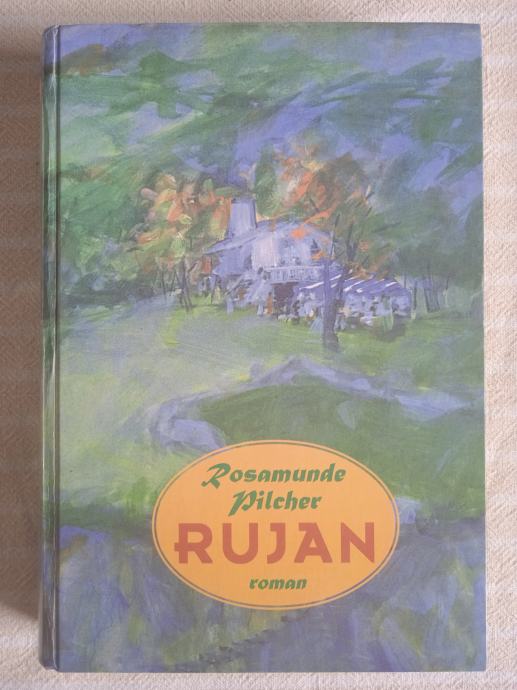 Rosamunde
Pilcher
RUJAN
roman